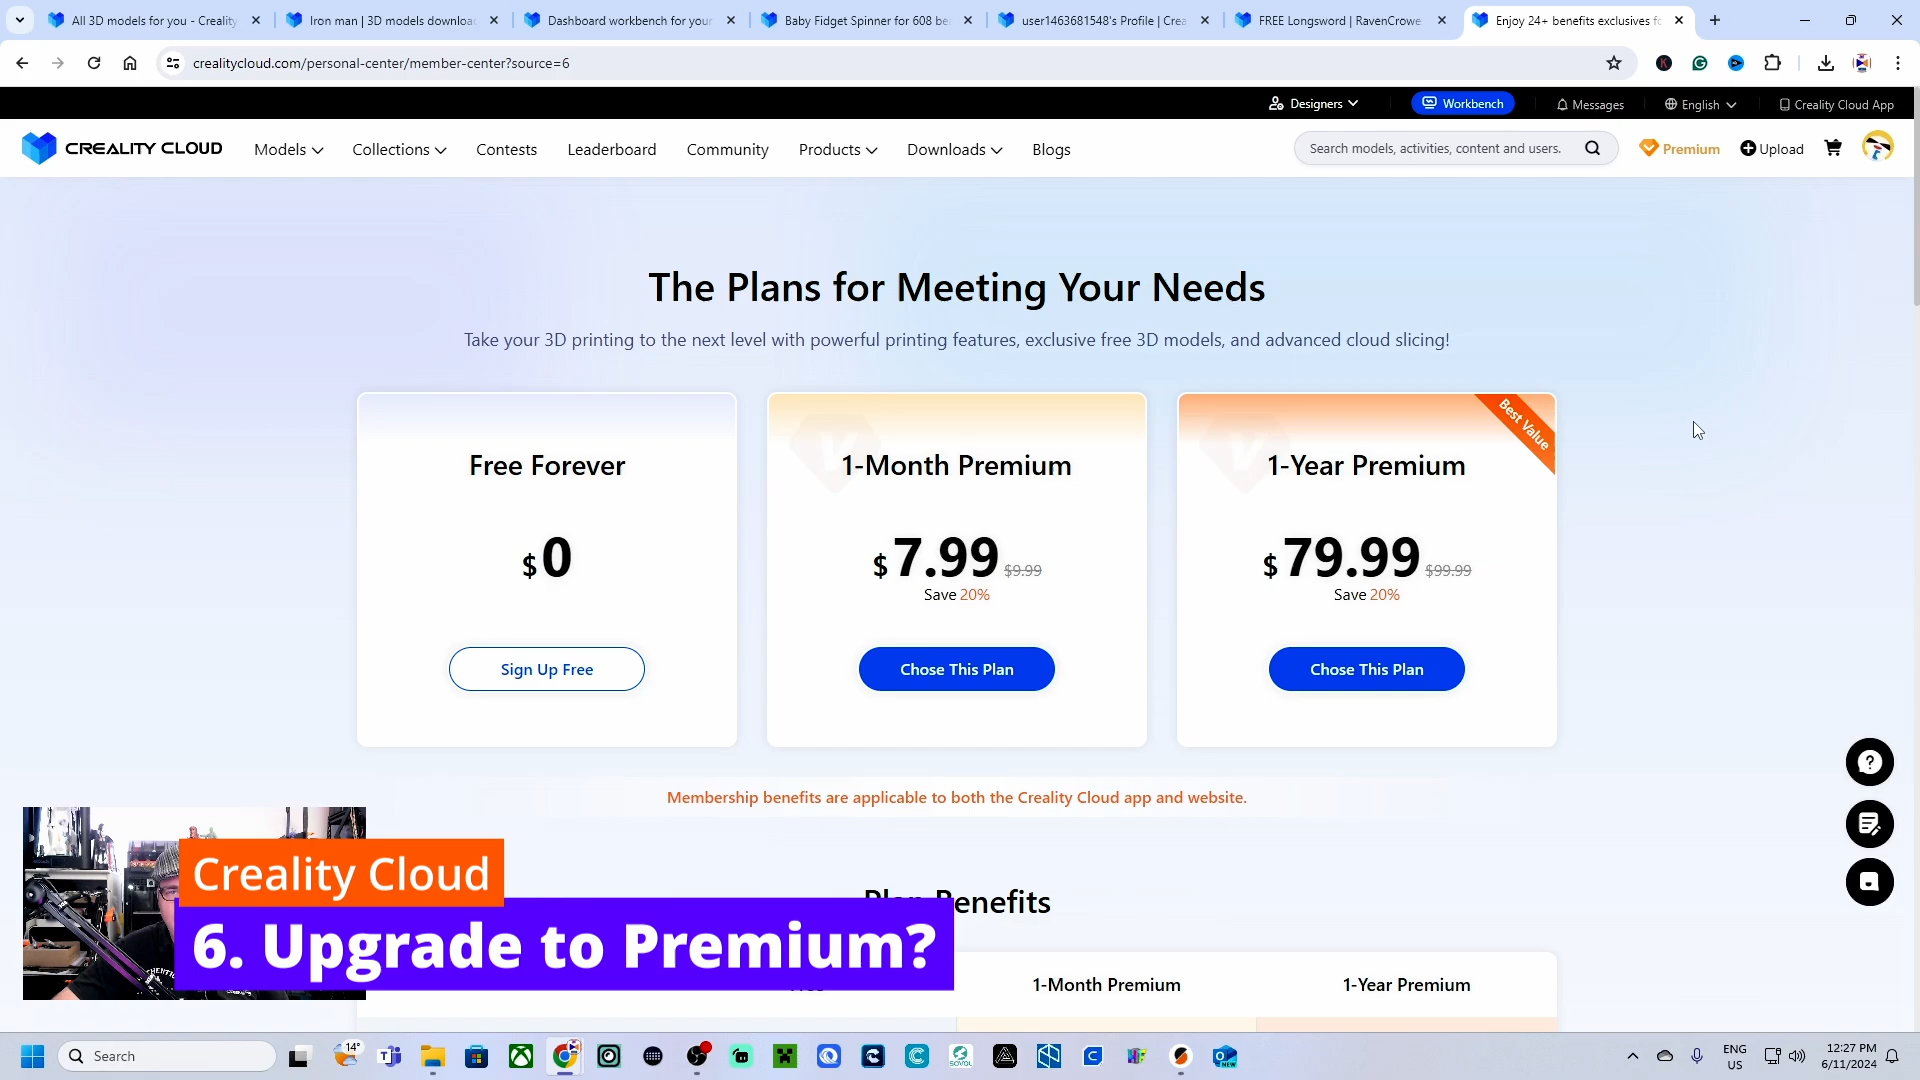 All 3D models for you - Creality
Iron man | 3D models downloa
Dashboard workbench for your
Baby Fidget Spinner for 608 be
user1463681548's Profile | Crea
FREE Longsword | RavenCrowe
Enjoy 24+ benefits exclusives fo
crealitycloud.com/personal-center/member-center?source=6
Designers
Workbench
Messages
English
Creality Cloud App
CREALITY CLOUD
Models
Collections
Contests
Leaderboard
Community
Products
Downloads
Blogs
Search models, activities, content and users.
Premium
Upload
The Plans for Meeting Your Needs
Take your 3D printing to the next level with powerful printing features, exclusive free 3D models, and advanced cloud slicing!
Free Forever
$0
Sign Up Free
1-Month Premium
$7.99 $9.99
Save 20%
Chose This Plan
Best Value
1-Year Premium
$79.99 $99.99
Save 20%
Chose This Plan
Membership benefits are applicable to both the Creality Cloud app and website.
Creality Cloud
6. Upgrade to Premium?
enefits
1-Month Premium
1-Year Premium
Search
14°
NEW
ENG
US
12:27 PM
6/11/2024